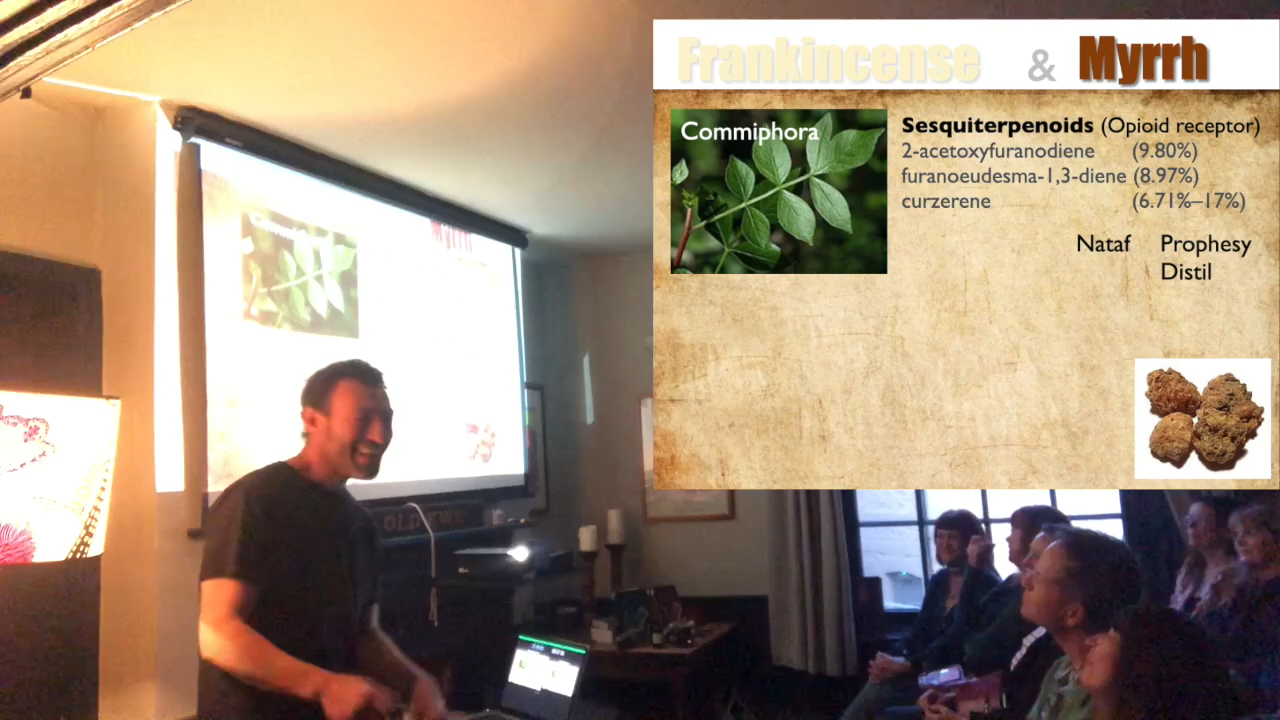 Frankincense & Myrrh
Commiphora
Sesquiterpenoids (Opioid receptor)
2-acetoxyfuranodiene (9.80%)
furanoeudesma-1,3-diene (8.97%)
curzerene (6.71%–17%)
Nataf Prophesy
Distil
Myrrh